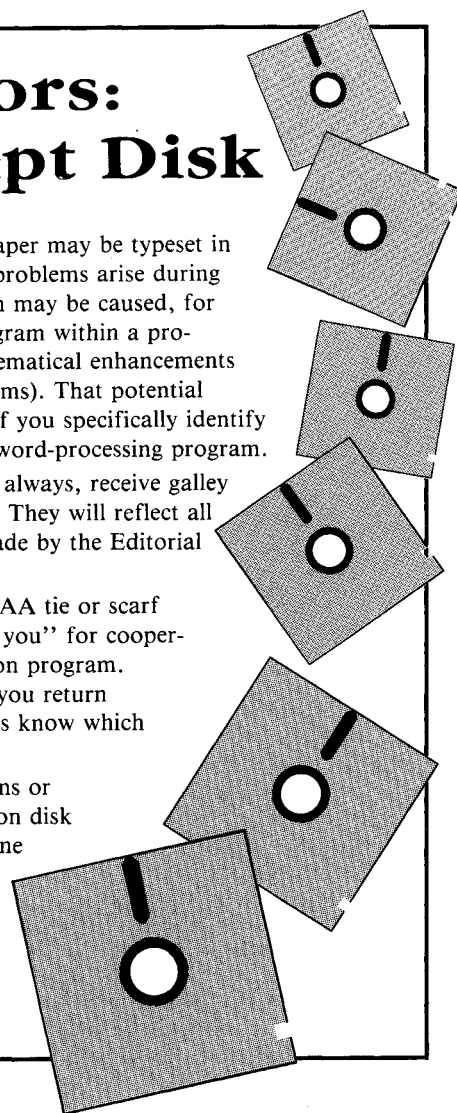 ors:
pt Disk
aper may be typeset in
problems arise during
n may be caused, for
gram within a pro-
ematical enhancements
ms). That potential
f you specifically identify
word-processing program.
always, receive galley
They will reflect all
ade by the Editorial
AA tie or scarf
you” for cooper-
on program.
you return
s know which
ns or
on disk
ne